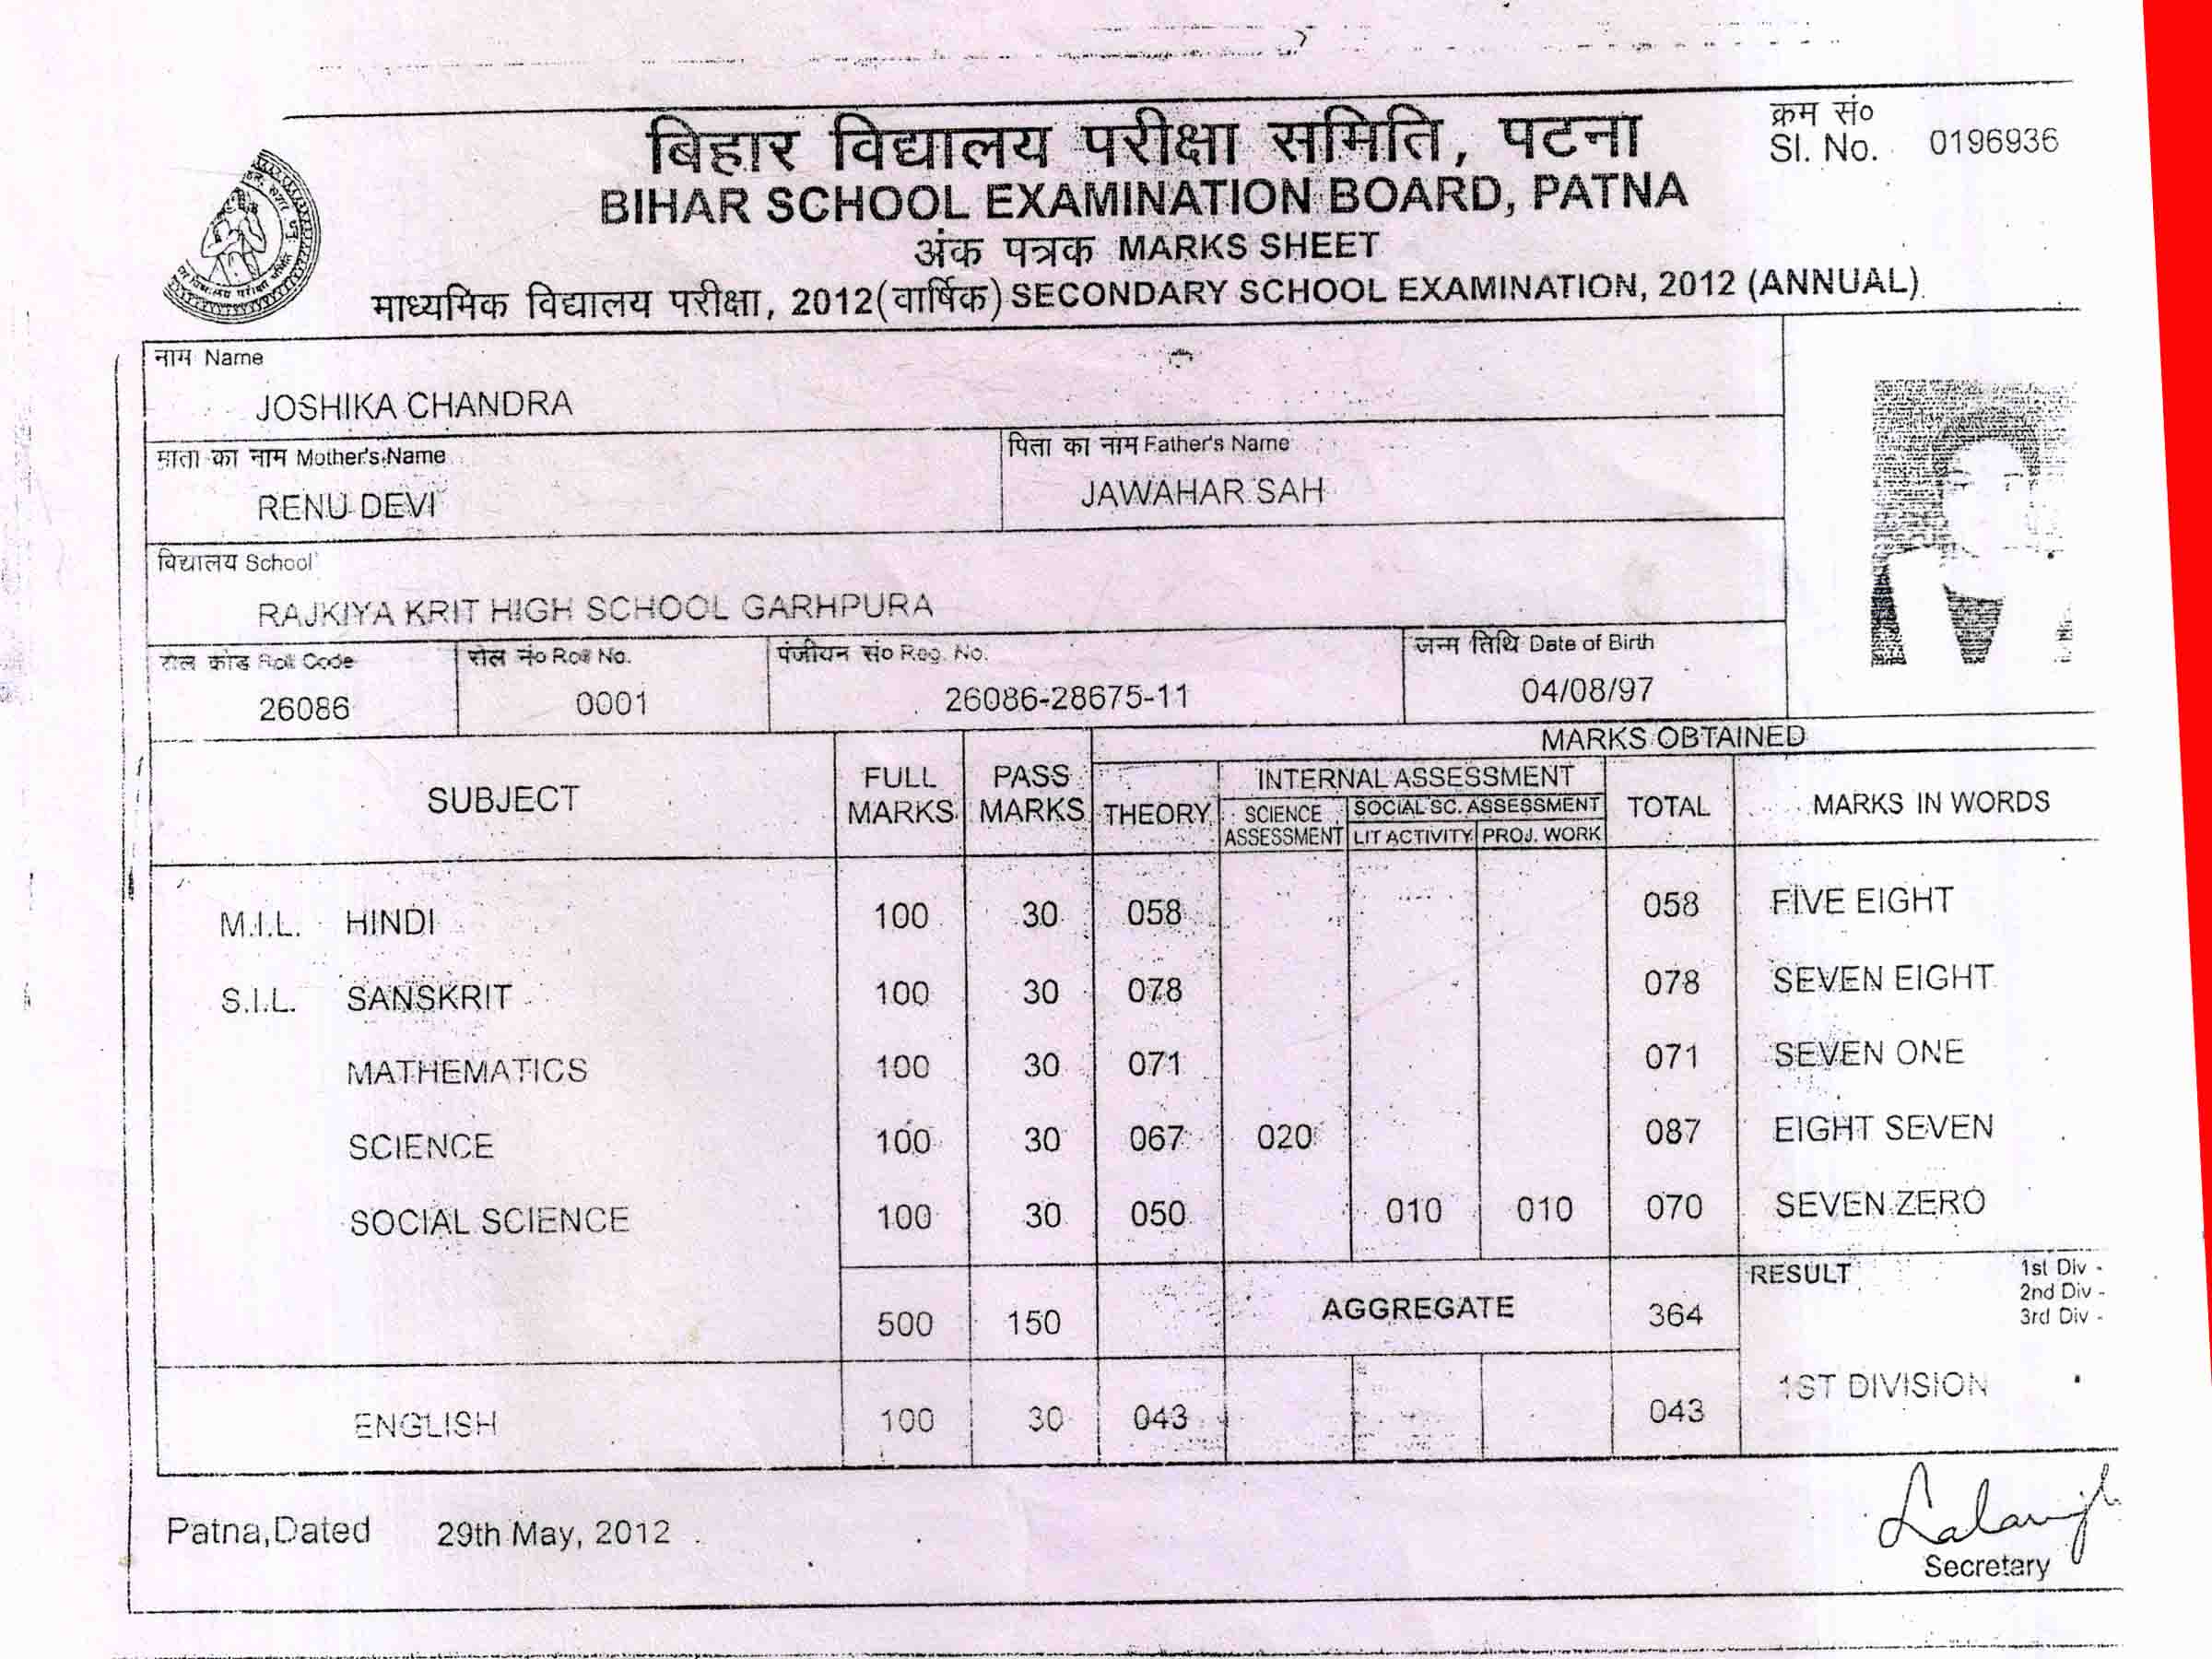 क्रम सं०
Sl. No. 0196936
बिहार विद्यालय परीक्षा समिति, पटना
BIHAR SCHOOL EXAMINATION BOARD, PATNA
अंक पत्रक MARKS SHEET
माध्यमिक विद्यालय परीक्षा, 2012(वार्षिक) SECONDARY SCHOOL EXAMINATION, 2012 (ANNUAL)
नाम Name
JOSHIKA CHANDRA
माता का नाम Mother's Name पिता का नाम Father's Name
RENU DEVI JAWAHAR SAH
विद्यालय School
RAJKIYA KRIT HIGH SCHOOL GARHPURA
रोल कोड Roll Code रोल नं० Roll No. पंजीयन सं० Reg. No. जन्म तिथि Date of Birth
26086 0001 26086-28675-11 04/08/97
SUBJECT FULL MARKS PASS MARKS MARKS OBTAINED
THEORY INTERNAL ASSESSMENT TOTAL MARKS IN WORDS
SCIENCE ASSESSMENT SOCIAL SC. ASSESSMENT
LIT ACTIVITY PROJ. WORK
M.I.L. HINDI 100 30 058 058 FIVE EIGHT
S.I.L. SANSKRIT 100 30 078 078 SEVEN EIGHT
MATHEMATICS 100 30 071 071 SEVEN ONE
SCIENCE 100 30 067 020 087 EIGHT SEVEN
SOCIAL SCIENCE 100 30 050 010 010 070 SEVEN ZERO
500 150 AGGREGATE 364 RESULT 1st Div -
2nd Div -
3rd Div -
1ST DIVISION
ENGLISH 100 30 043 043
Patna,Dated 29th May, 2012
Secretary